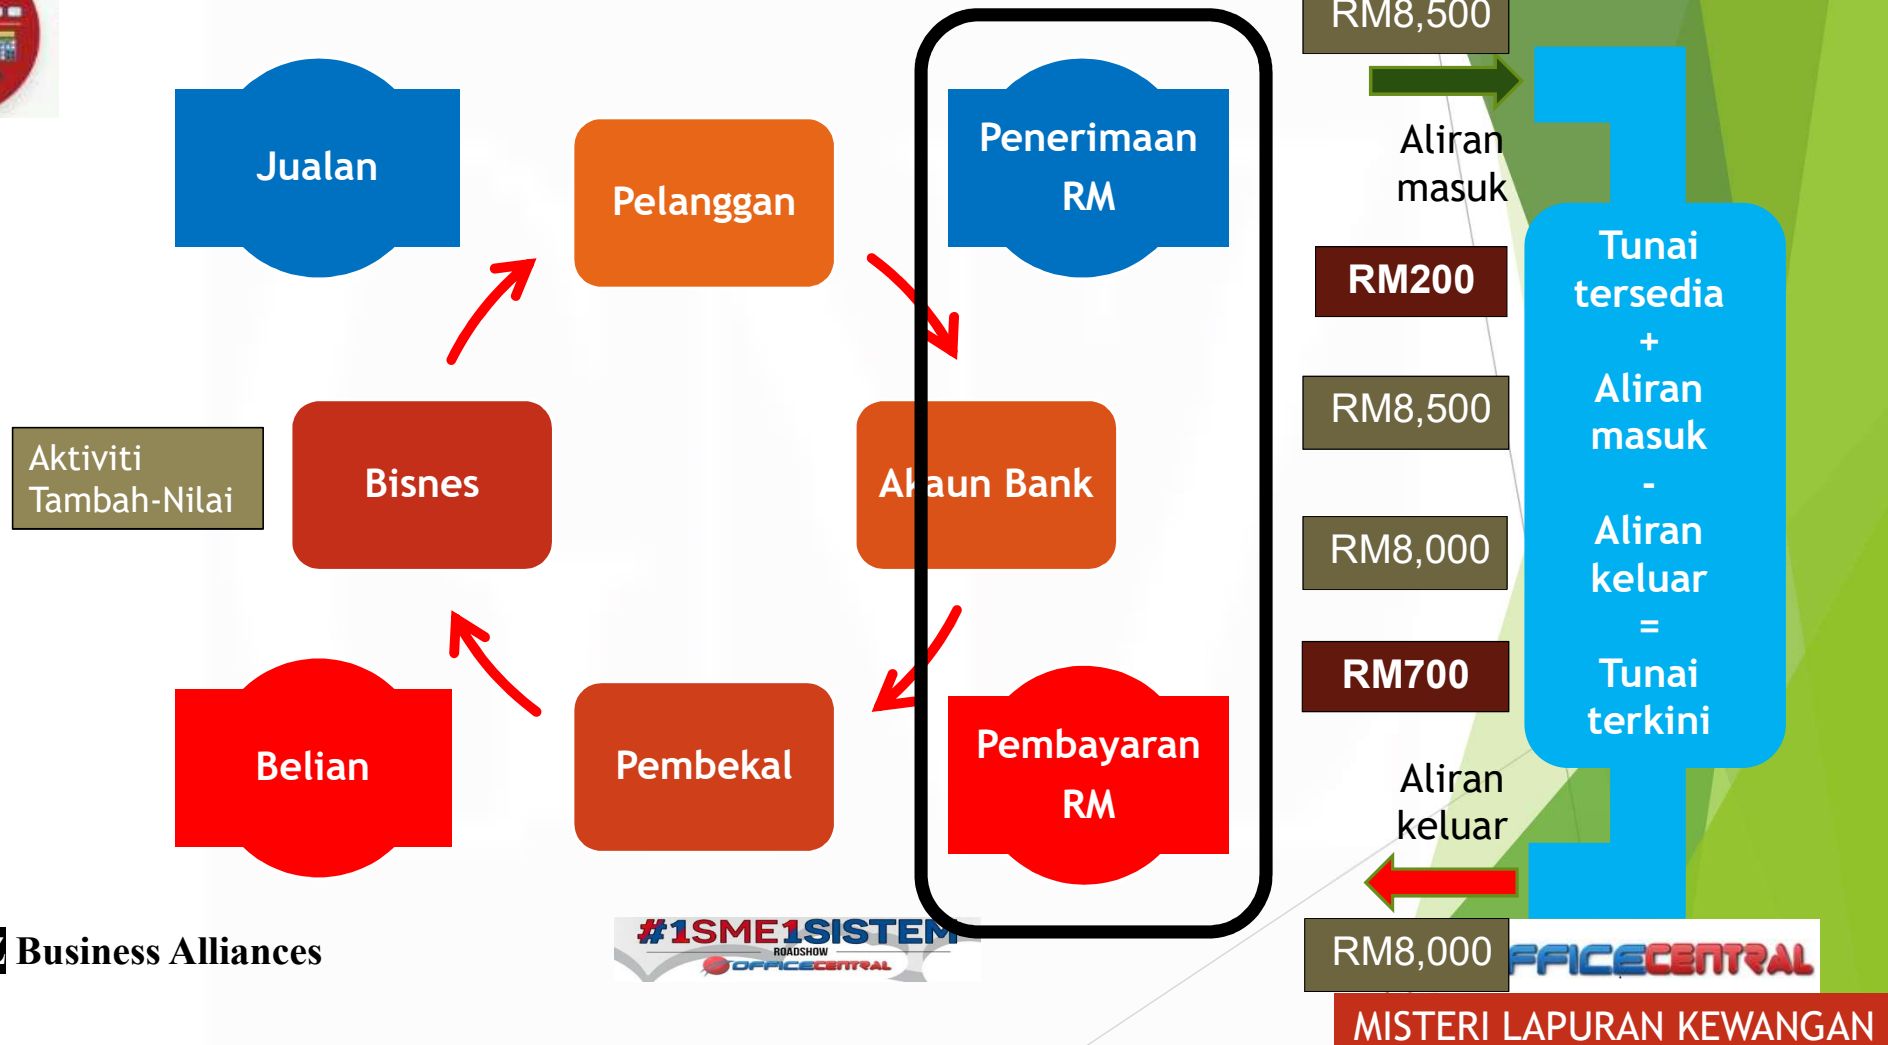 Jualan
Pelanggan
Penerimaan
RM
RM8,500
Aliran
masuk
RM200
RM8,500
RM8,000
RM700
Tunai
tersedia
+
Aliran
masuk
-
Aliran
keluar
=
Tunai
terkini
Aktiviti
Tambah-Nilai
Bisnes
Akaun Bank
Belian
Pembekal
Pembayaran
RM
Aliran
keluar
RM8,000
Business Alliances
#1SME1SISTEM
ROADSHOW
OFFICECENTRAL
FFICECENTRAL
MISTERI LAPURAN KEWANGAN